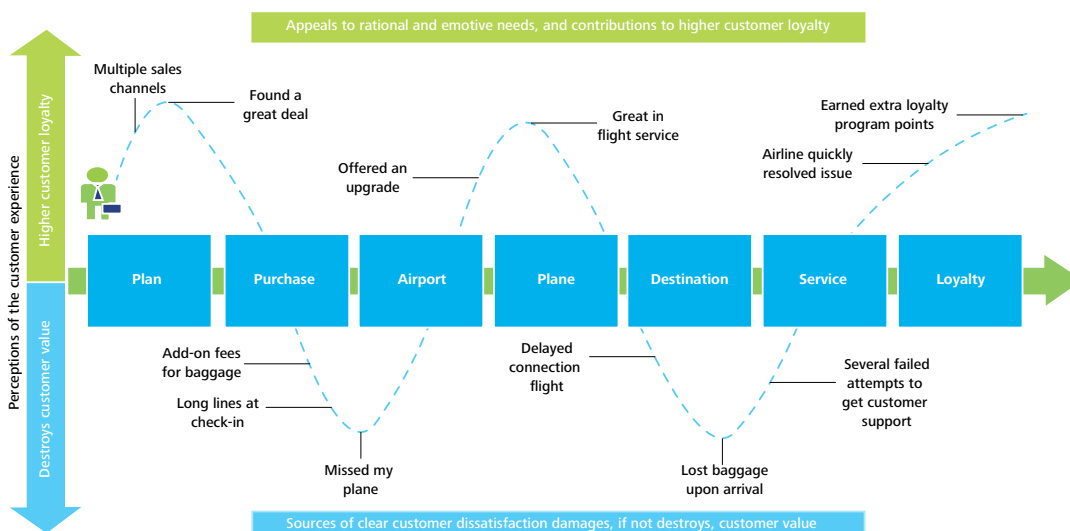 Appeals to rational and emotive needs, and contributions to higher customer loyalty
Perceptions of the customer experience
Higher customer loyalty
Destroys customer value
Multiple sales
channels
Found a
great deal
Offered an
upgrade
Great in
flight service
Earned extra loyalty
program points
Airline quickly
resolved issue
Plan
Purchase
Airport
Plane
Destination
Service
Loyalty
Add-on fees
for baggage
Long lines at
check-in
Missed my
plane
Delayed
connection
flight
Lost baggage
upon arrival
Several failed
attempts to
get customer
support
Sources of clear customer dissatisfaction damages, if not destroys, customer value